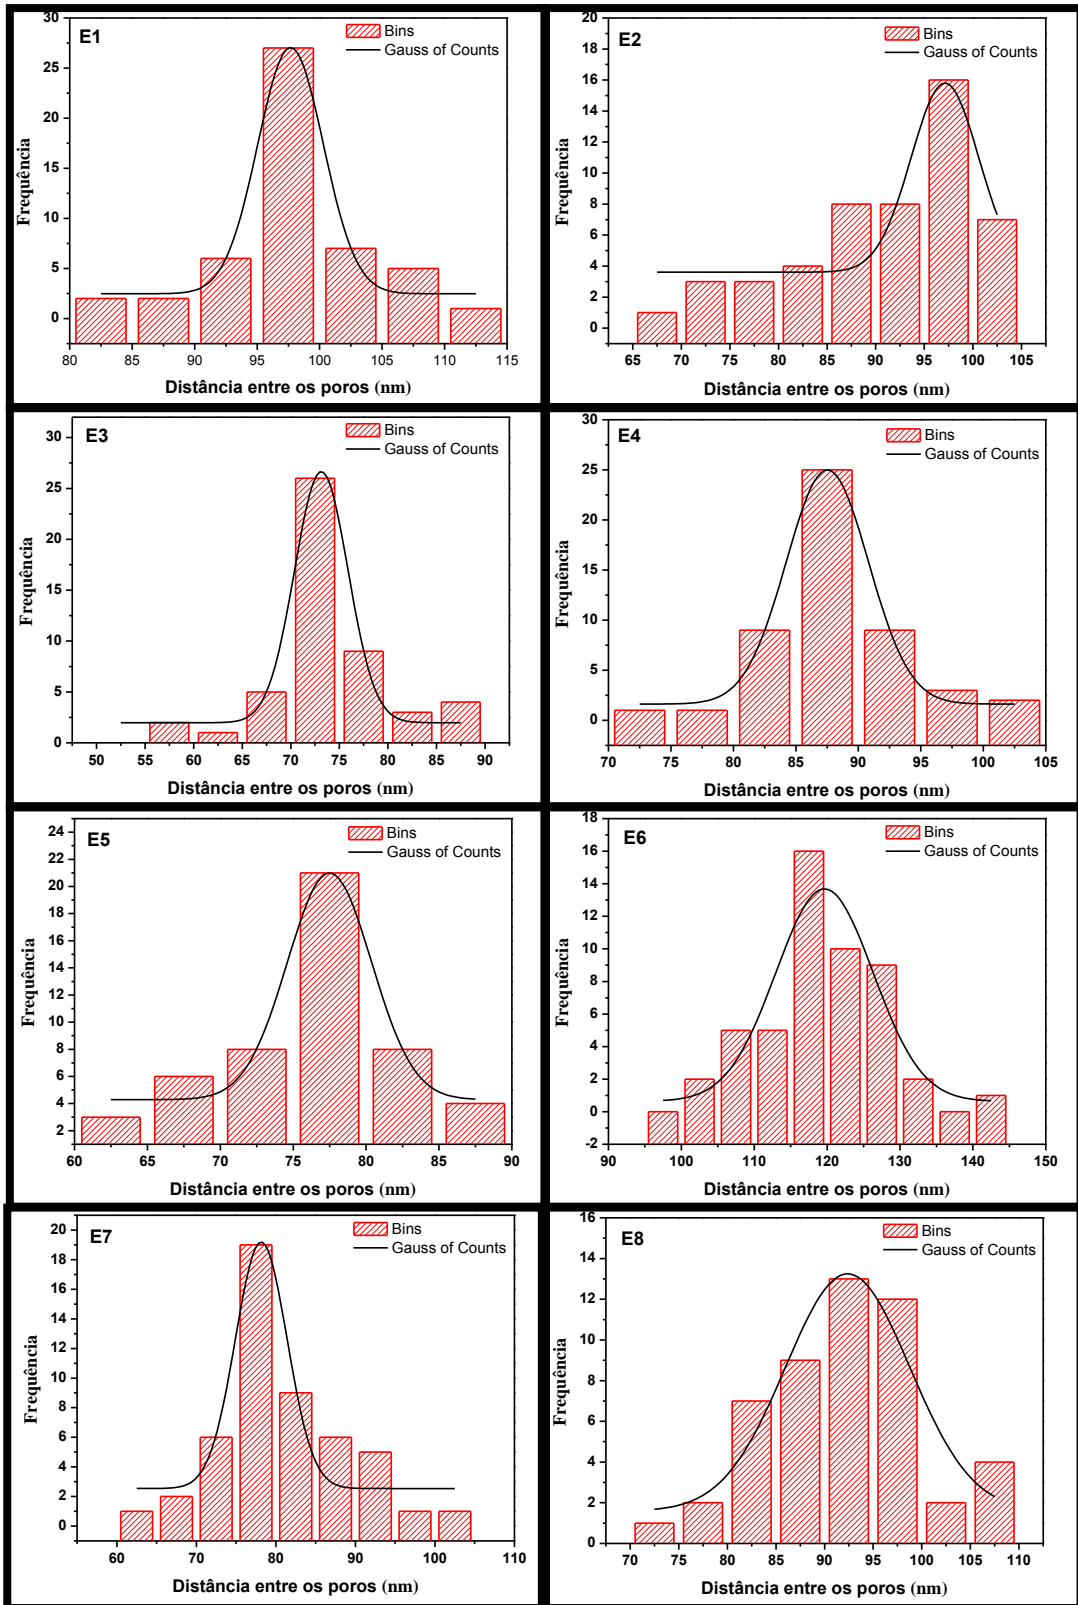 E1
Bins
Gauss of Counts
30
25
20
15
10
5
0
Frequência
80 85 90 95 100 105 110 115
Distância entre os poros (nm)
E2
Bins
Gauss of Counts
20
18
16
14
12
10
8
6
4
2
0
Frequência
65 70 75 80 85 90 95 100 105
Distância entre os poros (nm)
E3
Bins
Gauss of Counts
30
25
20
15
10
5
0
Frequência
50 55 60 65 70 75 80 85 90
Distância entre os poros (nm)
E4
Bins
Gauss of Counts
30
25
20
15
10
5
0
Frequência
70 75 80 85 90 95 100 105
Distância entre os poros (nm)
E5
Bins
Gauss of Counts
24
22
20
18
16
14
12
10
8
6
4
2
Frequência
60 65 70 75 80 85 90
Distância entre os poros (nm)
E6
Bins
Gauss of Counts
18
16
14
12
10
8
6
4
2
0
-2
Frequência
90 100 110 120 130 140 150
Distância entre os poros (nm)
E7
Bins
Gauss of Counts
20
18
16
14
12
10
8
6
4
2
0
Frequência
60 70 80 90 100 110
Distância entre os poros (nm)
E8
Bins
Gauss of Counts
16
14
12
10
8
6
4
2
0
Frequência
70 75 80 85 90 95 100 105 110
Distância entre os poros (nm)